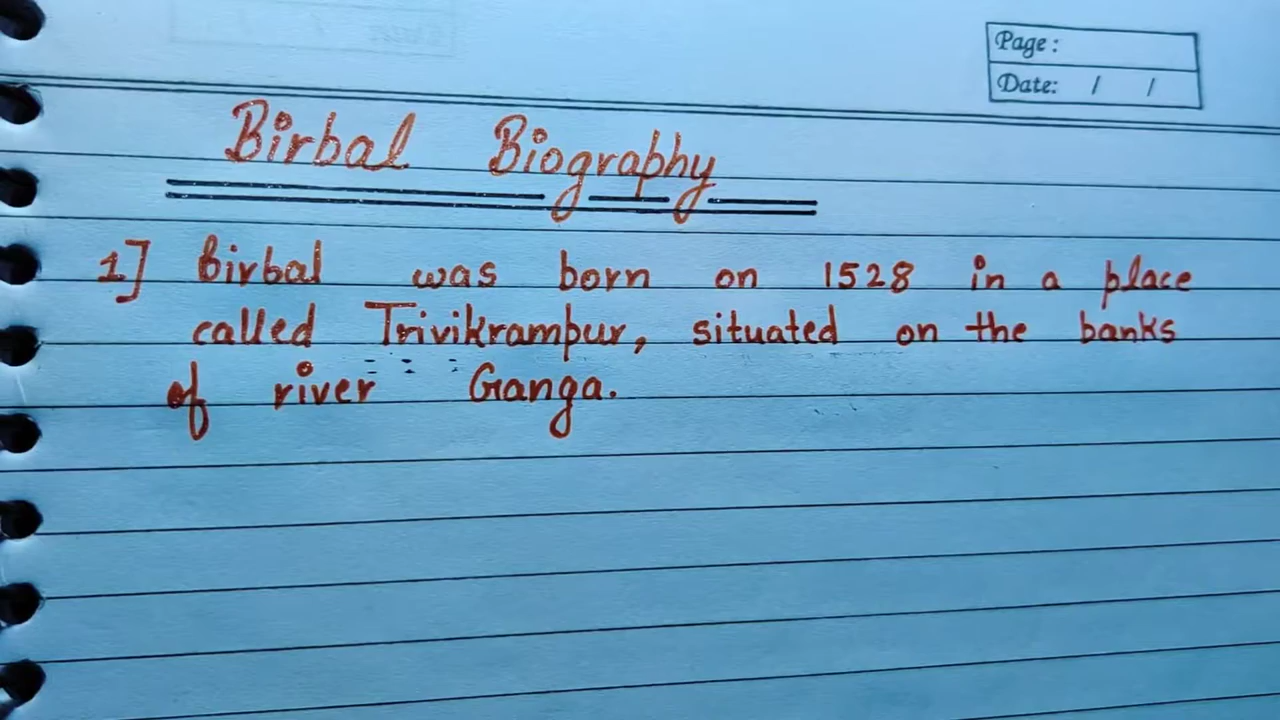 Page:
Date: / /
Birbal Biography
1] Birbal was born on 1528 in a place
called Trivikrampur, situated on the banks
of river Ganga.